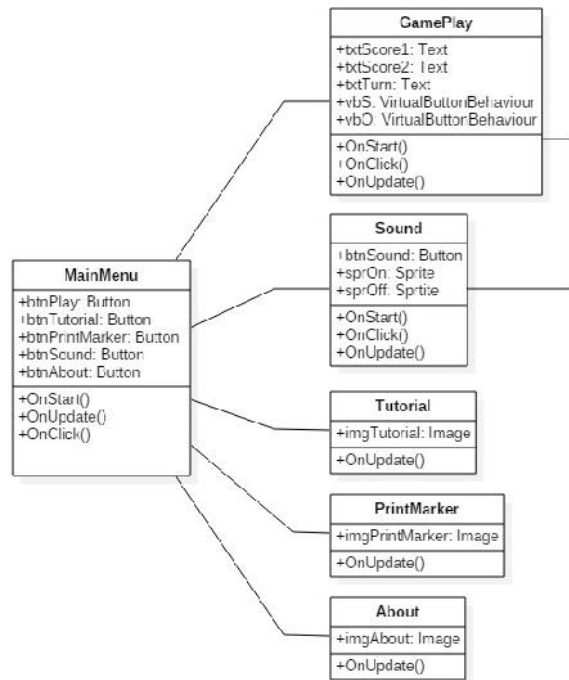 GamePlay
+txtScore1: Text
+txtScore2: Text
+txtTurn: Text
+vbS: VirtualButtonBehaviour
+vbO: VirtualButtonBehaviour
+OnStart()
+OnClick()
+OnUpdate()
Sound
+btnSound: Button
+sprOn: Sprite
+sprOff: Sprtite
+OnStart()
+OnClick()
+OnUpdate()
MainMenu
+btnPlay: Button
+btnTutorial: Button
+btnPrintMarker: Button
+btnSound: Button
+btnAbout: Button
+OnStart()
+OnUpdate()
+OnClick()
Tutorial
+imgTutorial: Image
+OnUpdate()
PrintMarker
+imgPrintMarker: Image
+OnUpdate()
About
+imgAbout: Image
+OnUpdate()